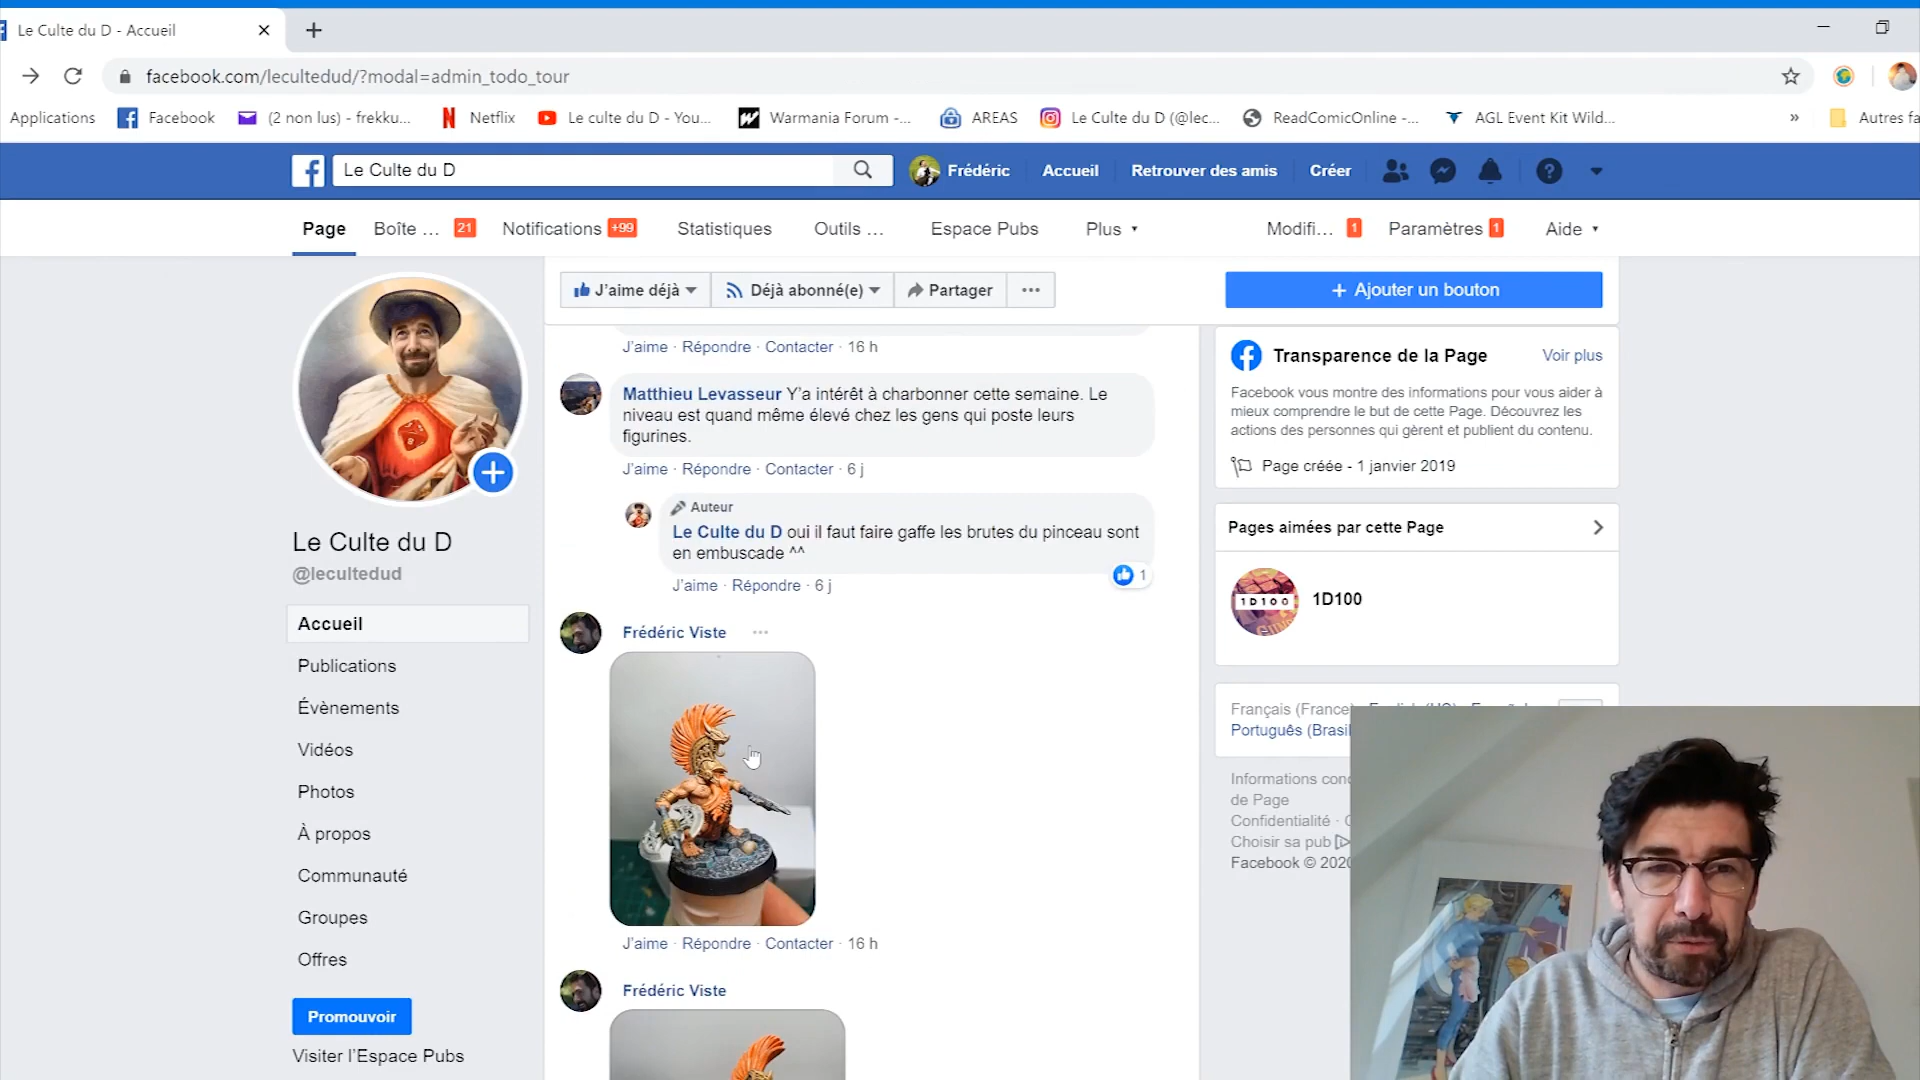 Le Culte du D - Accueil
facebook.com/lecultedud/?modal=admin_todo_tour
Applications Facebook (2 non lus) - frekku... Netflix Le culte du D - You... Warmania Forum -... AREAS Le Culte du D (@lec... ReadComicOnline -... AGL Event Kit Wild... » Autres fa
Le Culte du D Frédéric Accueil Retrouver des amis Créer
Page Boîte ... 21 Notifications +99 Statistiques Outils ... Espace Pubs Plus Modifi... 1 Paramètres 1 Aide
J'aime déjà Déjà abonné(e) Partager ... + Ajouter un bouton
J'aime · Répondre · Contacter · 16 h
Matthieu Levasseur Y'a intérêt à charbonner cette semaine. Le
niveau est quand même élevé chez les gens qui poste leurs
figurines.
J'aime · Répondre · Contacter · 6 j
Auteur
Le Culte du D oui il faut faire gaffe les brutes du pinceau sont
en embuscade ^^
1
J'aime · Répondre · 6 j
Frédéric Viste ...
J'aime · Répondre · Contacter · 16 h
Frédéric Viste
Le Culte du D
@lecultedud
Accueil
Publications
Évènements
Vidéos
Photos
À propos
Communauté
Groupes
Offres
Promouvoir
Visiter l'Espace Pubs
Transparence de la Page Voir plus
Facebook vous montre des informations pour vous aider à
mieux comprendre le but de cette Page. Découvrez les
actions des personnes qui gèrent et publient du contenu.
Page créée - 1 janvier 2019
Pages aimées par cette Page
1D100
1D100
Français (France)
Português (Brasil
Informations conc
de Page
Confidentialité ·
Choisir sa pub
Facebook © 2020